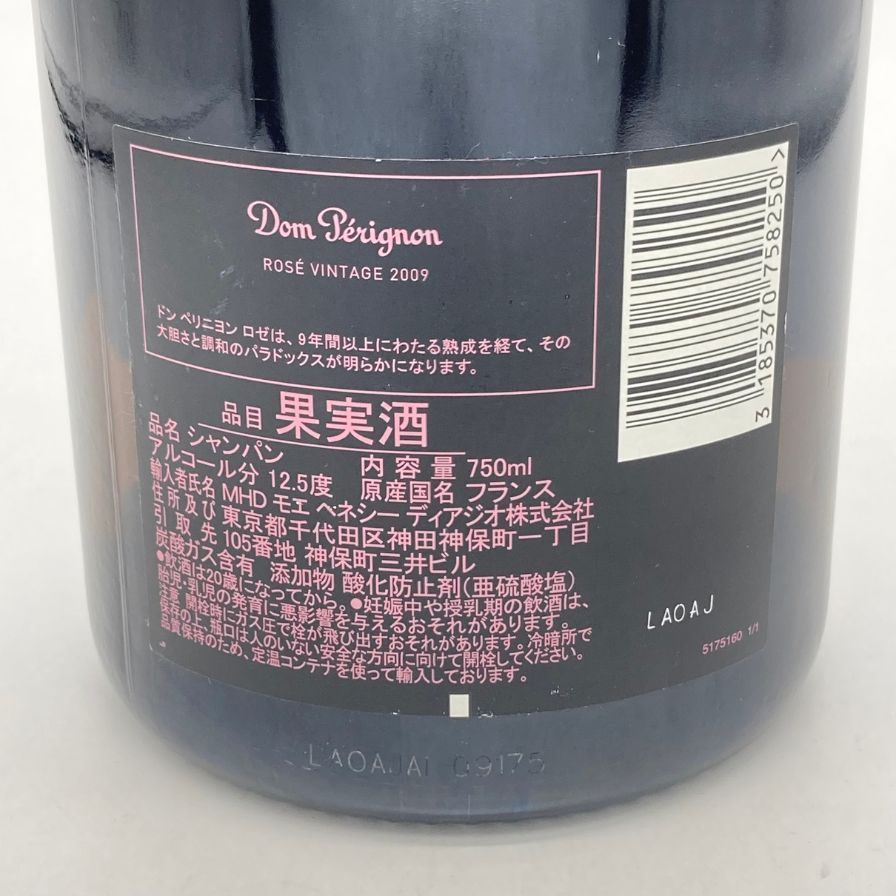 Dom Pérignon
ROSÉ VINTAGE 2009
ドン ペリニヨン ロゼは、9年間以上にわたる熟成を経て、その
大胆さと調和のパラドックスが明らかになります。
品目 果実酒
品名 シャンパン
アルコール分 12.5度 内容量 750ml
輸入者氏名 MHD モエ ヘネシー ディアジオ株式会社 原産国名 フランス
住所及び 東京都千代田区神田神保町一丁目
引取先 105番地 神保町三井ビル
炭酸ガス含有 添加物 酸化防止剤(亜硫酸塩)
●飲酒は20歳になってから。●妊娠中や授乳期の飲酒は、
胎児・乳児の発育に悪影響を与えるおそれがあります。
注意 開栓時にガス圧で栓が飛び出すおそれがあります。冷暗所で
保存の上、瓶口は人のいない安全な方向に向けて開栓してください。
品質保持のため、定温コンテナを使って輸入しております。
3 185370 758250 >
LAOAJ
5175160 1/1
LAOAJAI 09175